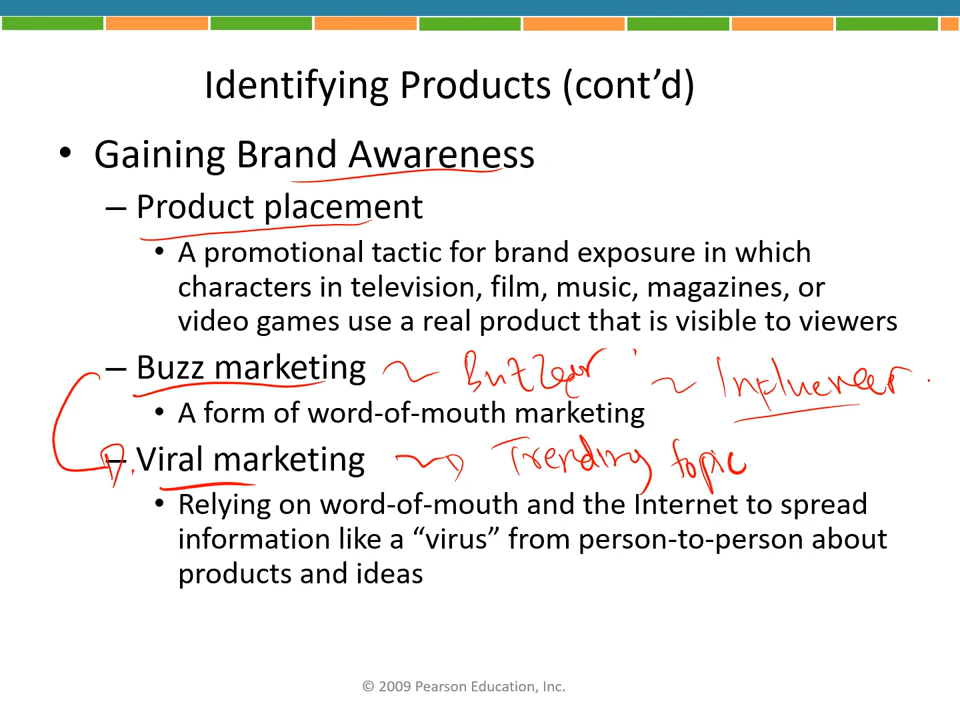 Identifying Products (cont’d)
• Gaining Brand Awareness
– Product placement
• A promotional tactic for brand exposure in which
characters in television, film, music, magazines, or
video games use a real product that is visible to viewers
– Buzz marketing ~ Buzzer ~ Influencer
• A form of word-of-mouth marketing
– Viral marketing Trending topic
• Relying on word-of-mouth and the Internet to spread
information like a “virus” from person-to-person about
products and ideas
© 2009 Pearson Education, Inc.